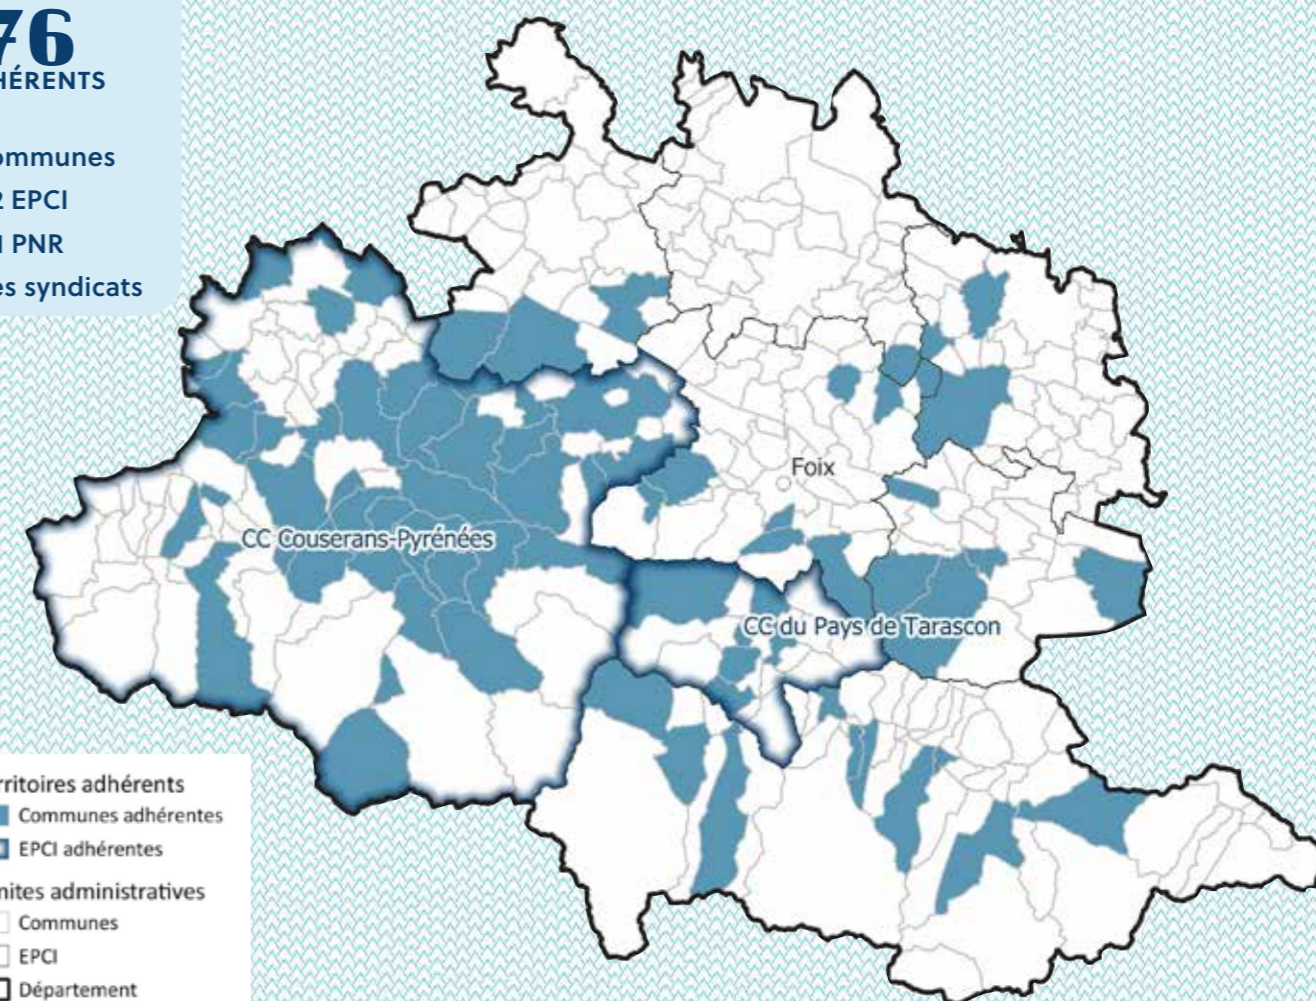 76
HÉRENTS
ommunes
2 EPCI
1 PNR
es syndicats
Foix
CC Couserans-Pyrénées
CC du Pays de Tarascon
rritoires adhérents
Communes adhérentes
EPCI adhérentes
mites administratives
Communes
EPCI
Département